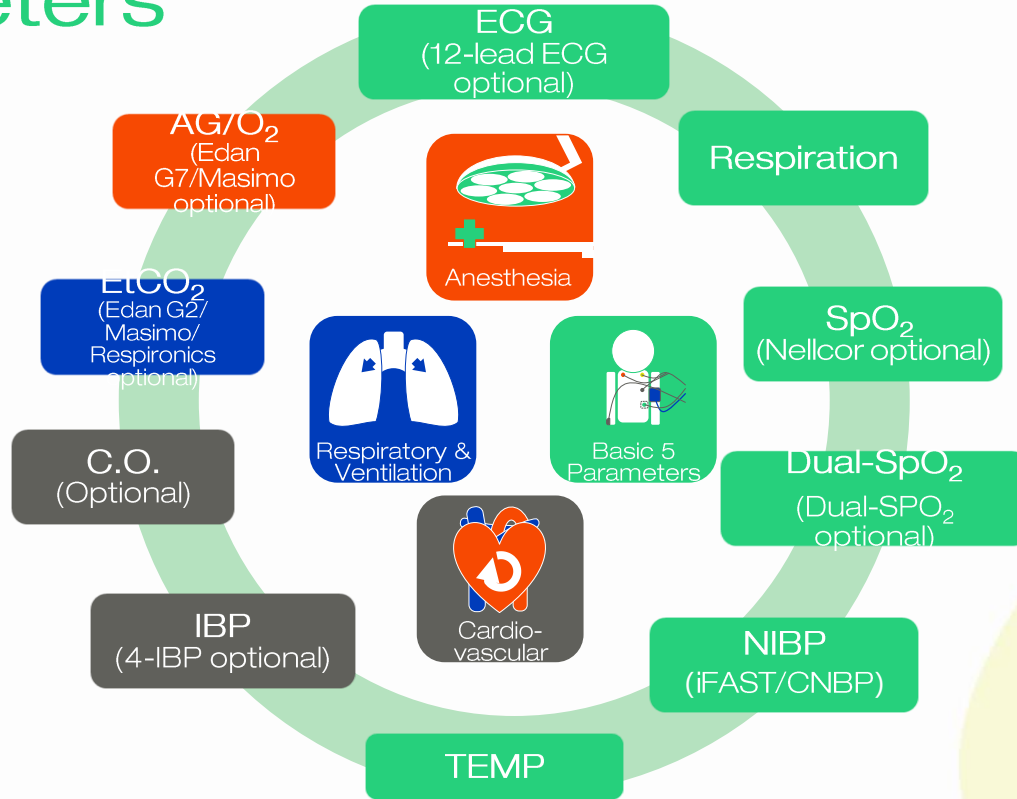 eters
ECG
(12-lead ECG
optional)
AG/O₂
(Edan
G7/Masimo
optional)
Respiration
Anesthesia
EtCO₂
(Edan G2/
Masimo/
Respironics
optional)
SpO₂
(Nellcor optional)
Respiratory &
Ventilation
Basic 5
Parameters
C.O.
(Optional)
Dual-SpO₂
(Dual-SPO₂
optional)
Cardio-
vascular
IBP
(4-IBP optional)
NIBP
(iFAST/CNBP)
TEMP